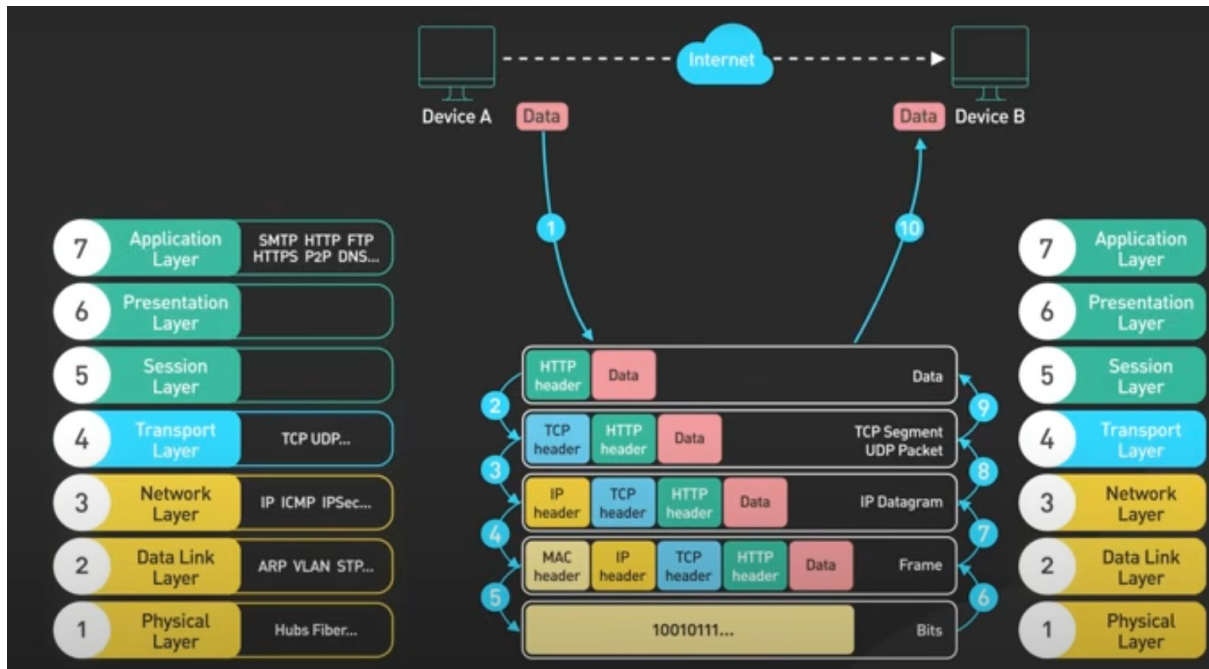 Internet
Device A
Data
Data
Device B
1
10
7
Application
Layer
SMTP HTTP FTP
HTTPS P2P DNS...
6
Presentation
Layer
5
Session
Layer
4
Transport
Layer
TCP UDP...
3
Network
Layer
IP ICMP IPSec...
2
Data Link
Layer
ARP VLAN STP...
1
Physical
Layer
Hubs Fiber...
HTTP
header
Data
Data
2
9
TCP
header
HTTP
header
Data
TCP Segment
UDP Packet
3
8
IP
header
TCP
header
HTTP
header
Data
IP Datagram
4
7
MAC
header
IP
header
TCP
header
HTTP
header
Data
Frame
5
6
10010111...
Bits
7
Application
Layer
6
Presentation
Layer
5
Session
Layer
4
Transport
Layer
3
Network
Layer
2
Data Link
Layer
1
Physical
Layer